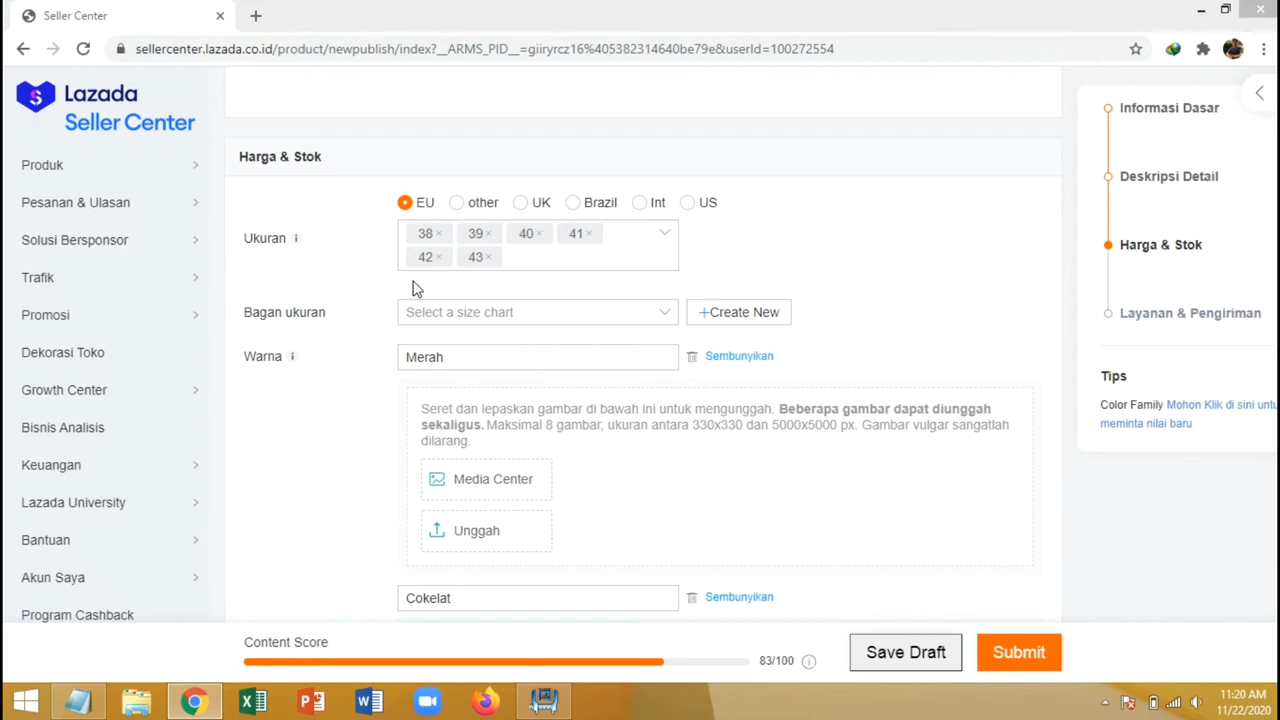 Seller Center
sellercenter.lazada.co.id/product/newpublish/index?__ARMS_PID__=giiryrcz16%405382314640be79e&userId=100272554
Lazada
Seller Center
Produk
Pesanan & Ulasan
Solusi Bersponsor
Trafik
Promosi
Dekorasi Toko
Growth Center
Bisnis Analisis
Keuangan
Lazada University
Bantuan
Akun Saya
Program Cashback
Harga & Stok
EU other UK Brazil Int US
Ukuran
38 × 39 × 40 × 41 ×
42 × 43 ×
Bagan ukuran Select a size chart +Create New
Warna Merah Sembunyikan
Seret dan lepaskan gambar di bawah ini untuk mengunggah. Beberapa gambar dapat diunggah
sekaligus. Maksimal 8 gambar, ukuran antara 330x330 dan 5000x5000 px. Gambar vulgar sangatlah
dilarang.
Media Center
Unggah
Cokelat Sembunyikan
Content Score
83/100
Save Draft
Submit
Informasi Dasar
Deskripsi Detail
Harga & Stok
Layanan & Pengiriman
Tips
Color Family Mohon Klik di sini untu
meminta nilai baru
11:20 AM
11/22/2020